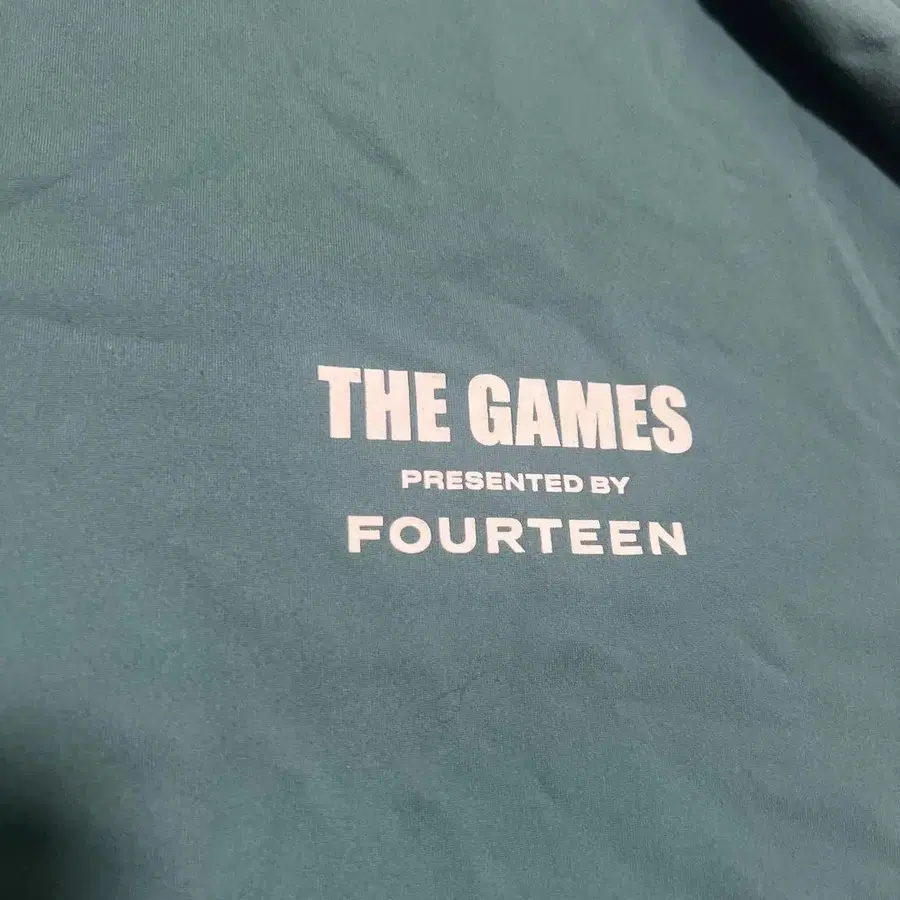 THE GAMES
PRESENTED BY
FOURTEEN